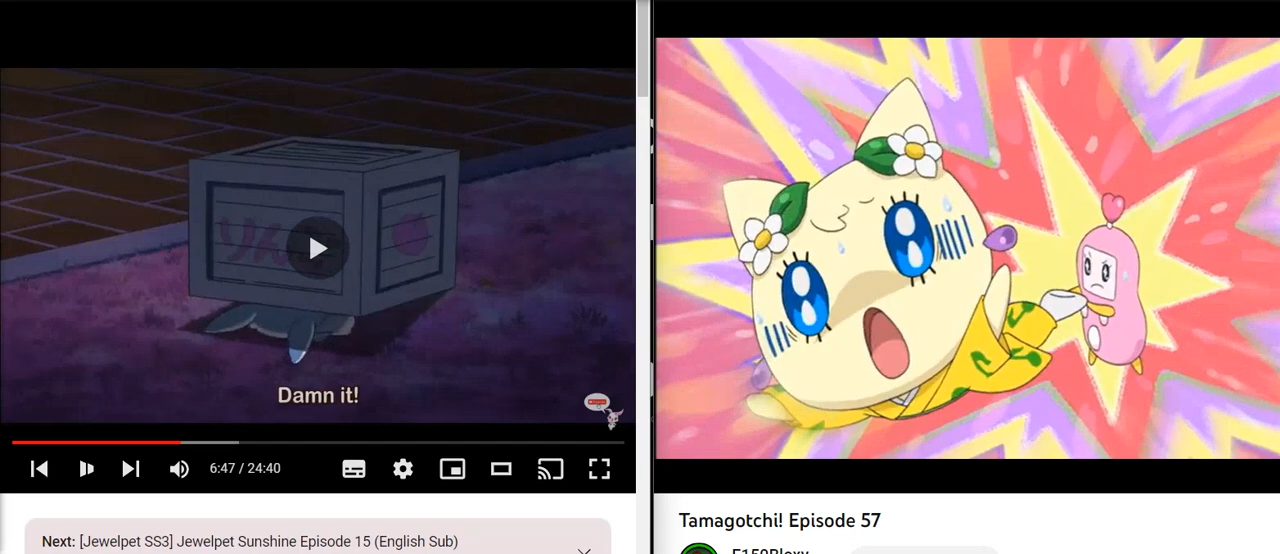 Damn it!
6:47 / 24:40
Next: [Jewelpet SS3] Jewelpet Sunshine Episode 15 (English Sub)
Tamagotchi! Episode 57